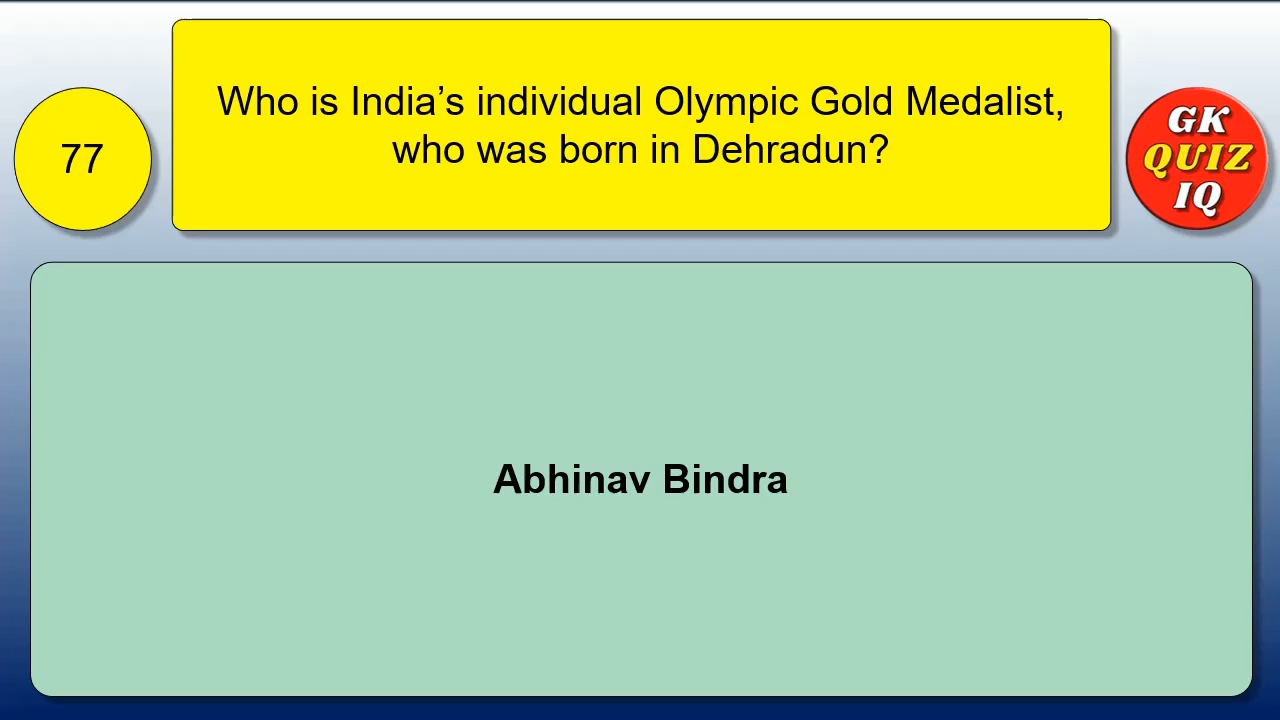 77
Who is India’s individual Olympic Gold Medalist,
who was born in Dehradun?
GK
QUIZ
IQ
Abhinav Bindra